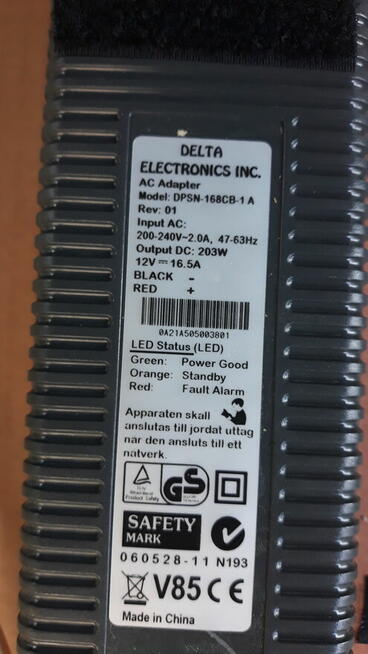 DELTA
ELECTRONICS INC.
AC Adapter
Model: DPSN-168CB-1 A
Rev: 01
Input AC:
200-240V~2.0A, 47-63Hz
Output DC: 203W
12V⎓ 16.5A
BLACK -
RED +
0A21A505003801
LED Status (LED)
Green: Power Good
Orange: Standby
Red: Fault Alarm
Apparaten skall
anslutas till jordat uttag
när den ansluts till ett
nätverk.
GS
SAFETY
MARK
060528-11 N193
V85 CE
Made in China